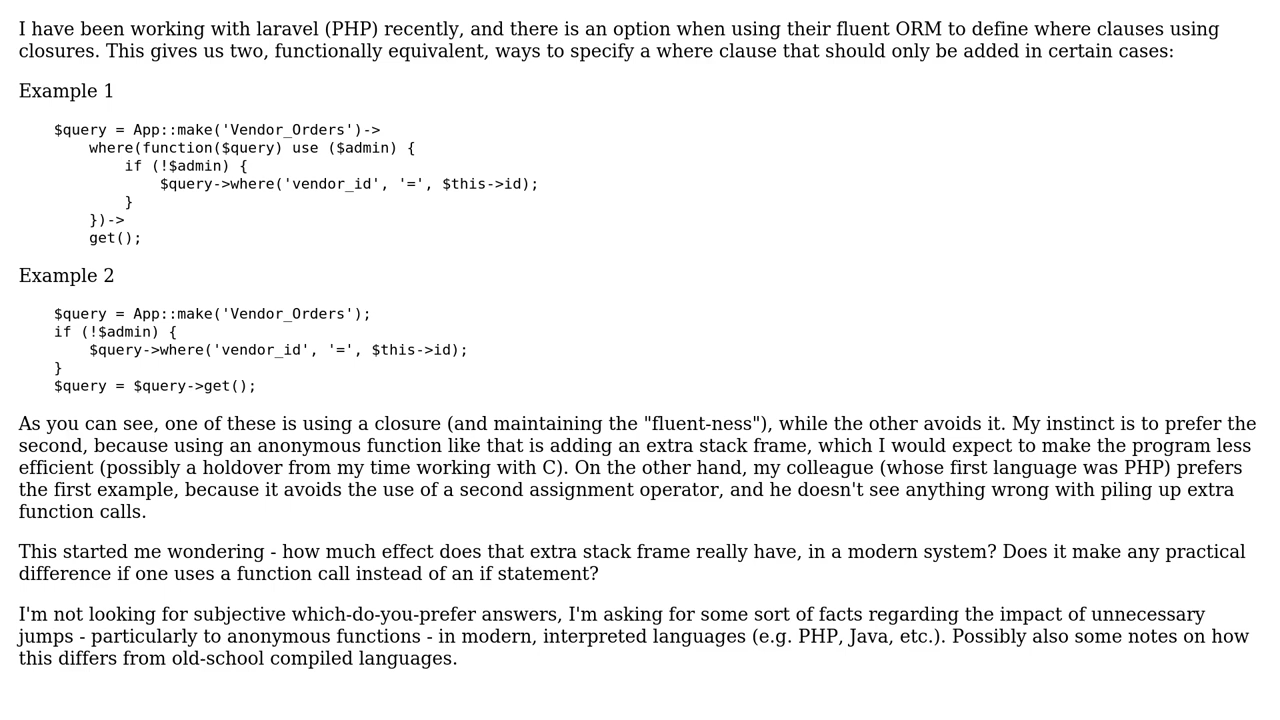 I have been working with laravel (PHP) recently, and there is an option when using their fluent ORM to define where clauses using
closures. This gives us two, functionally equivalent, ways to specify a where clause that should only be added in certain cases:
Example 1
$query = App::make('Vendor_Orders')->
    where(function($query) use ($admin) {
        if (!$admin) {
            $query->where('vendor_id', '=', $this->id);
        }
    })->
    get();
Example 2
$query = App::make('Vendor_Orders');
if (!$admin) {
    $query->where('vendor_id', '=', $this->id);
}
$query = $query->get();
As you can see, one of these is using a closure (and maintaining the "fluent-ness"), while the other avoids it. My instinct is to prefer the
second, because using an anonymous function like that is adding an extra stack frame, which I would expect to make the program less
efficient (possibly a holdover from my time working with C). On the other hand, my colleague (whose first language was PHP) prefers
the first example, because it avoids the use of a second assignment operator, and he doesn't see anything wrong with piling up extra
function calls.
This started me wondering - how much effect does that extra stack frame really have, in a modern system? Does it make any practical
difference if one uses a function call instead of an if statement?
I'm not looking for subjective which-do-you-prefer answers, I'm asking for some sort of facts regarding the impact of unnecessary
jumps - particularly to anonymous functions - in modern, interpreted languages (e.g. PHP, Java, etc.). Possibly also some notes on how
this differs from old-school compiled languages.